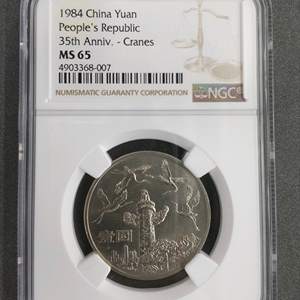 1984 China Yuan
People's Republic
35th Anniv. - Cranes
MS 65
4903368-007
NUMISMATIC GUARANTY CORPORATION
NGC